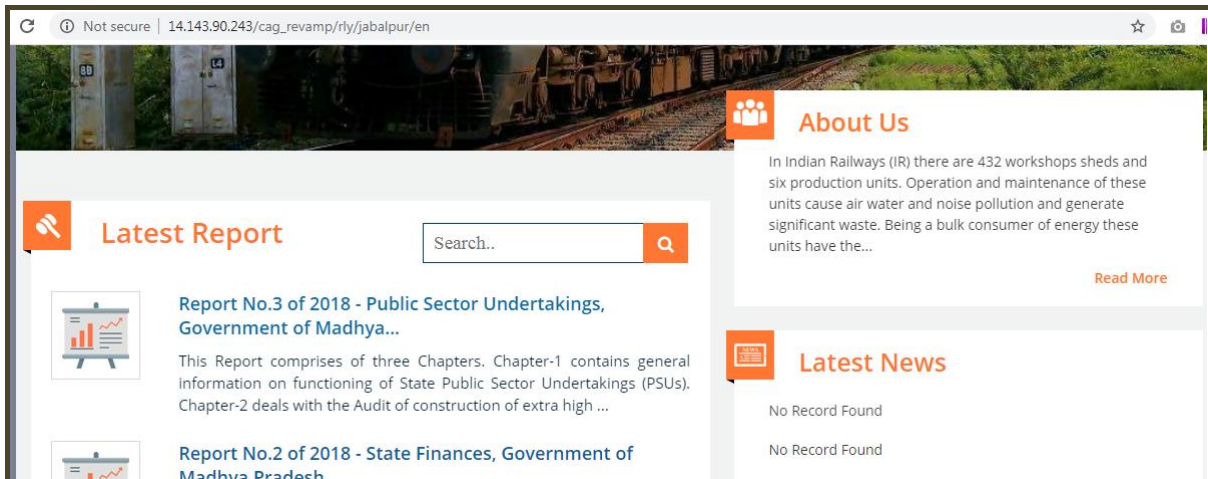 Not secure | 14.143.90.243/cag_revamp/rly/jabalpur/en
About Us
In Indian Railways (IR) there are 432 workshops sheds and
six production units. Operation and maintenance of these
units cause air water and noise pollution and generate
significant waste. Being a bulk consumer of energy these
units have the...
Read More
Latest Report
Search..
Report No.3 of 2018 - Public Sector Undertakings,
Government of Madhya...
This Report comprises of three Chapters. Chapter-1 contains general
information on functioning of State Public Sector Undertakings (PSUs).
Chapter-2 deals with the Audit of construction of extra high ...
Report No.2 of 2018 - State Finances, Government of
Madhya Pradesh
Latest News
No Record Found
No Record Found